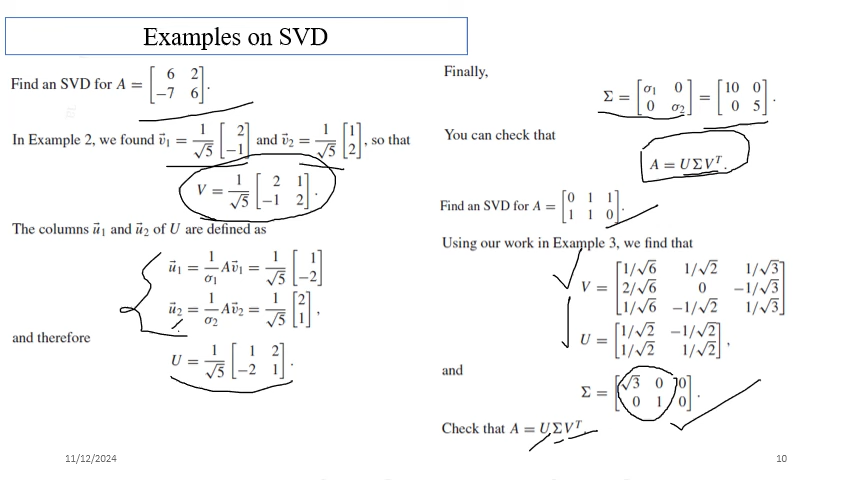 Examples on SVD
Find an SVD for A = [6 2; −7 6].
In Example 2, we found v⃗₁ = 1/√5 [2; −1] and v⃗₂ = 1/√5 [1; 2], so that
V = 1/√5 [2 1; −1 2].
The columns u⃗₁ and u⃗₂ of U are defined as
u⃗₁ = 1/σ₁ Av⃗₁ = 1/√5 [1; −2]
u⃗₂ = 1/σ₂ Av⃗₂ = 1/√5 [2; 1],
and therefore
U = 1/√5 [1 2; −2 1].
Finally,
Σ = [σ₁ 0; 0 σ₂] = [10 0; 0 5].
You can check that
A = UΣVᵀ.
Find an SVD for A = [0 1 1; 1 1 0].
Using our work in Example 3, we find that
V = [1/√6 1/√2 1/√3; 2/√6 0 −1/√3; 1/√6 −1/√2 1/√3]
U = [1/√2 −1/√2; 1/√2 1/√2],
and
Σ = [√3 0 0; 0 1 0].
Check that A = UΣVᵀ.
11/12/2024
10